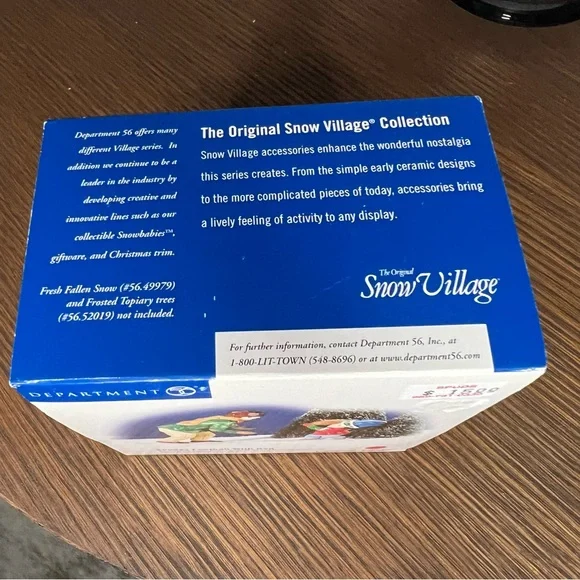 Department 56 offers many
different Village series. In
addition we continue to be a
leader in the industry by
developing creative and
innovative lines such as our
collectible Snowbabies™,
giftware, and Christmas trim.
Fresh Fallen Snow (#56.49979)
and Frosted Topiary trees
(#56.52019) not included.
The Original Snow Village® Collection
Snow Village accessories enhance the wonderful nostalgia
this series creates. From the simple early ceramic designs
to the more complicated pieces of today, accessories bring
a lively feeling of activity to any display.
The Original
Snow Village
For further information, contact Department 56, Inc., at
1-800-LIT-TOWN (548-8696) or at www.department56.com
DEPARTMENT 56®